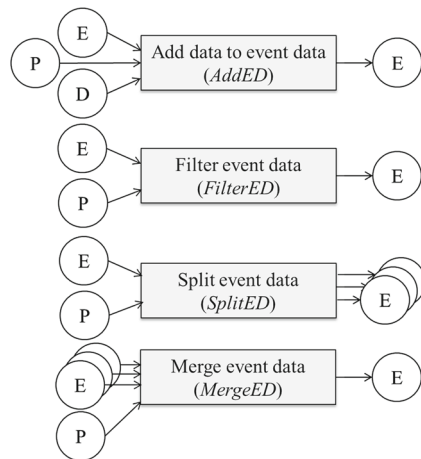 E
P
D
Add data to event data
(AddED)
E
E
P
Filter event data
(FilterED)
E
E
P
Split event data
(SplitED)
E
E
P
Merge event data
(MergeED)
E